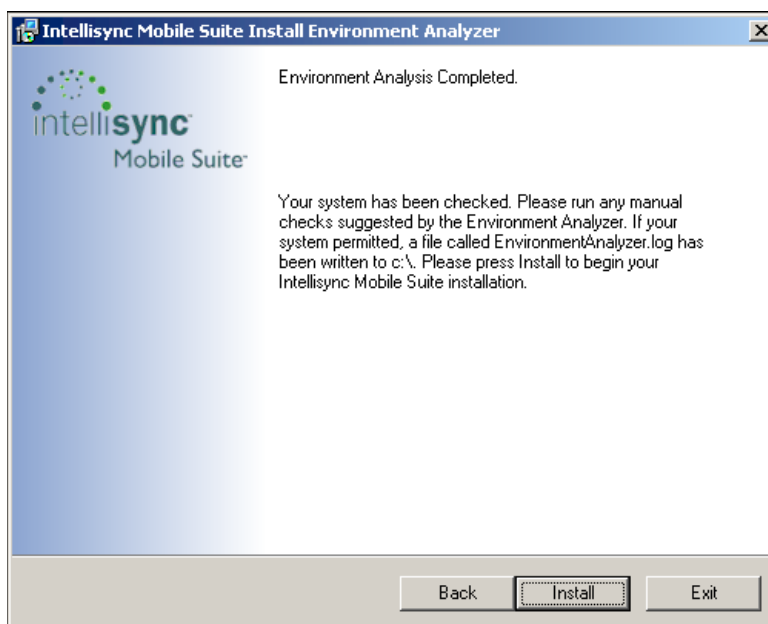 Intellisync Mobile Suite Install Environment Analyzer
Environment Analysis Completed.
intellisync
Mobile Suite™
Your system has been checked. Please run any manual
checks suggested by the Environment Analyzer. If your
system permitted, a file called EnvironmentAnalyzer.log has
been written to c:\. Please press Install to begin your
Intellisync Mobile Suite installation.
Back
Install
Exit